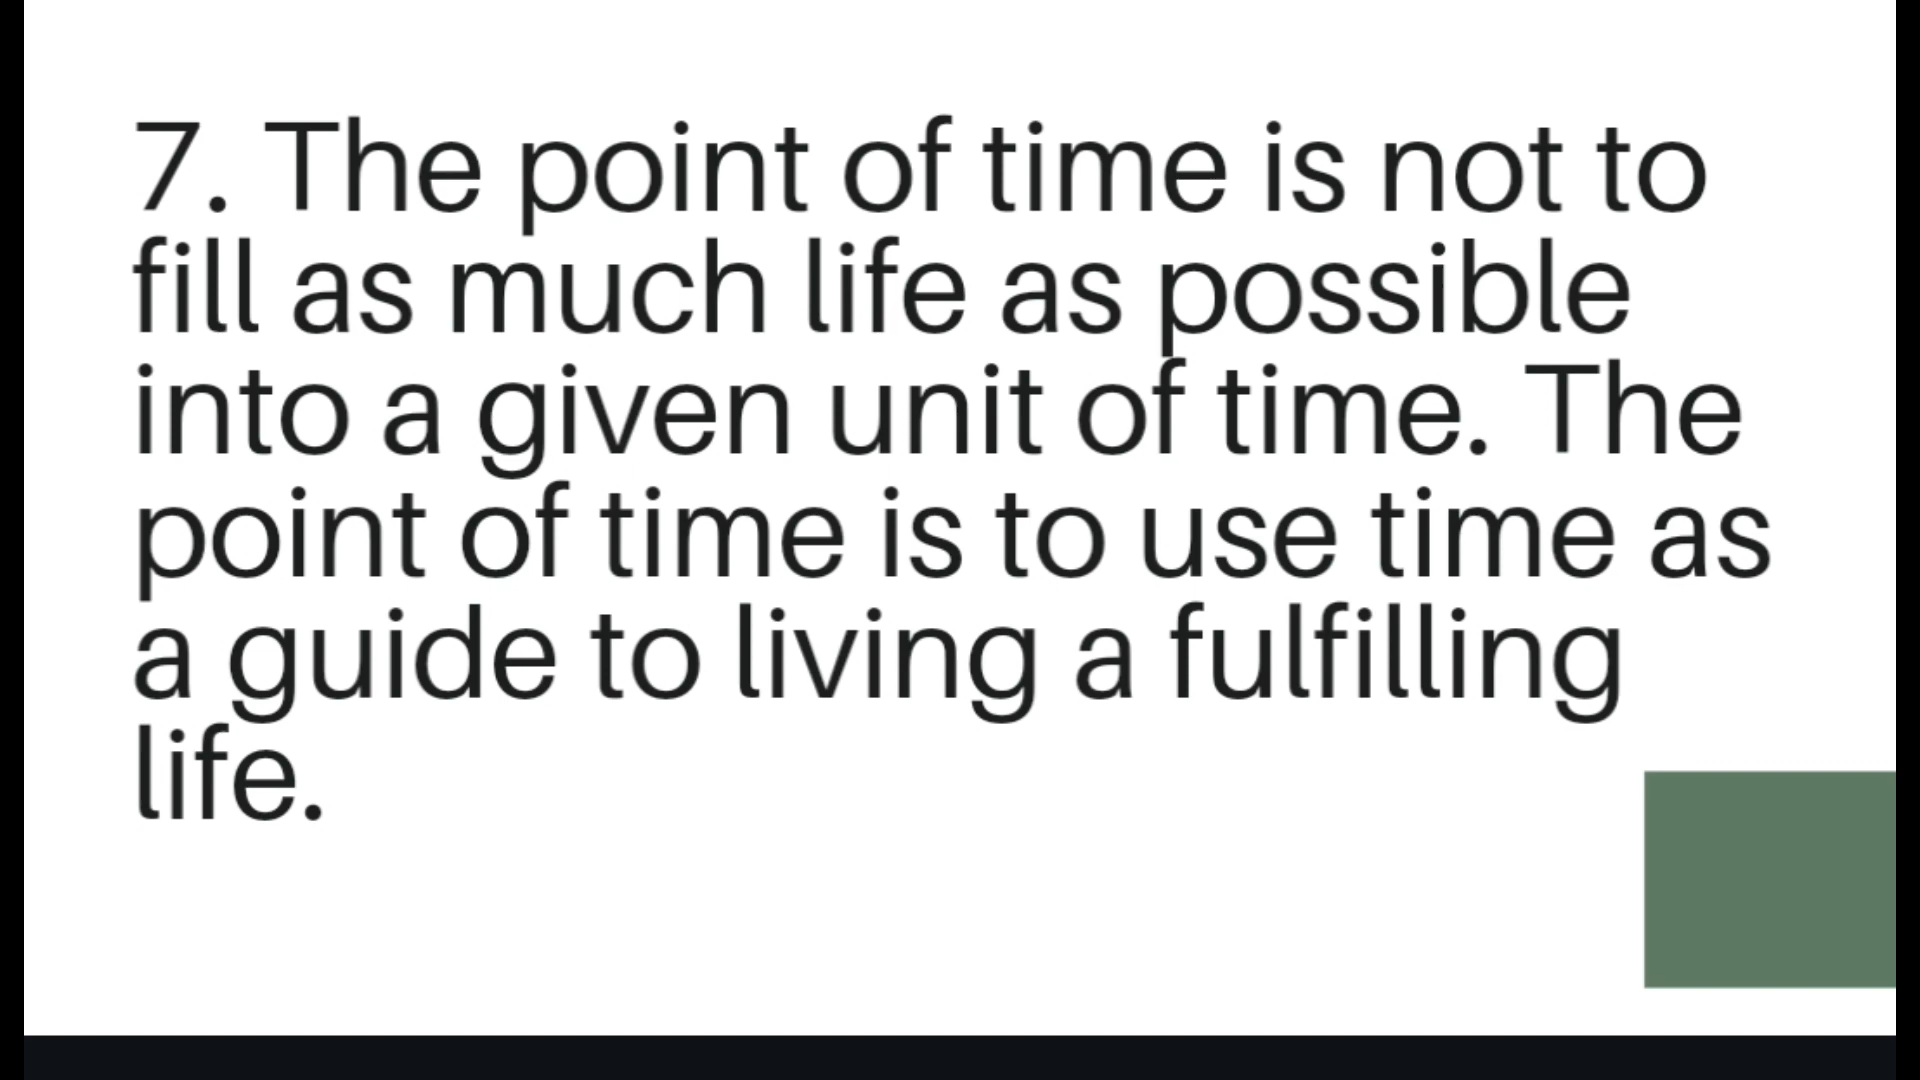 7. The point of time is not to
fill as much life as possible
into a given unit of time. The
point of time is to use time as
a guide to living a fulfilling
life.